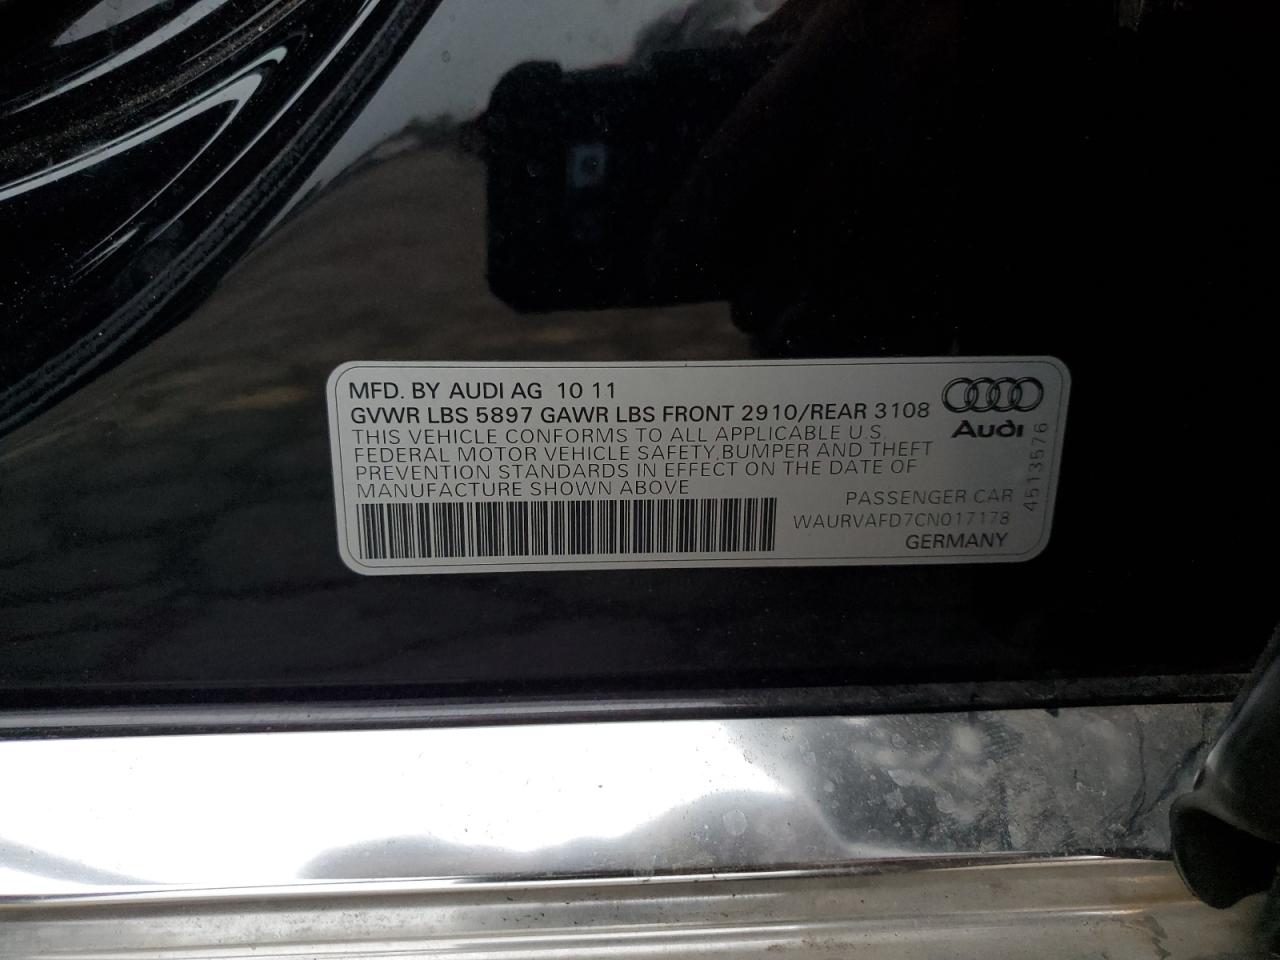 MFD. BY AUDI AG 10 11
GVWR LBS 5897 GAWR LBS FRONT 2910/REAR 3108
THIS VEHICLE CONFORMS TO ALL APPLICABLE U.S.
FEDERAL MOTOR VEHICLE SAFETY, BUMPER AND THEFT
PREVENTION STANDARDS IN EFFECT ON THE DATE OF
MANUFACTURE SHOWN ABOVE
PASSENGER CAR
WAURVAFD7CN017178
GERMANY
Audi
4513576